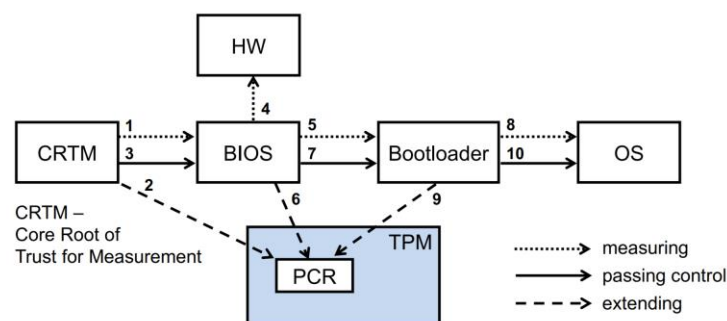 HW
4
1
5
8
CRTM
BIOS
Bootloader
OS
3
7
10
2
6
9
CRTM –
Core Root of
Trust for Measurement
TPM
PCR
measuring
passing control
extending